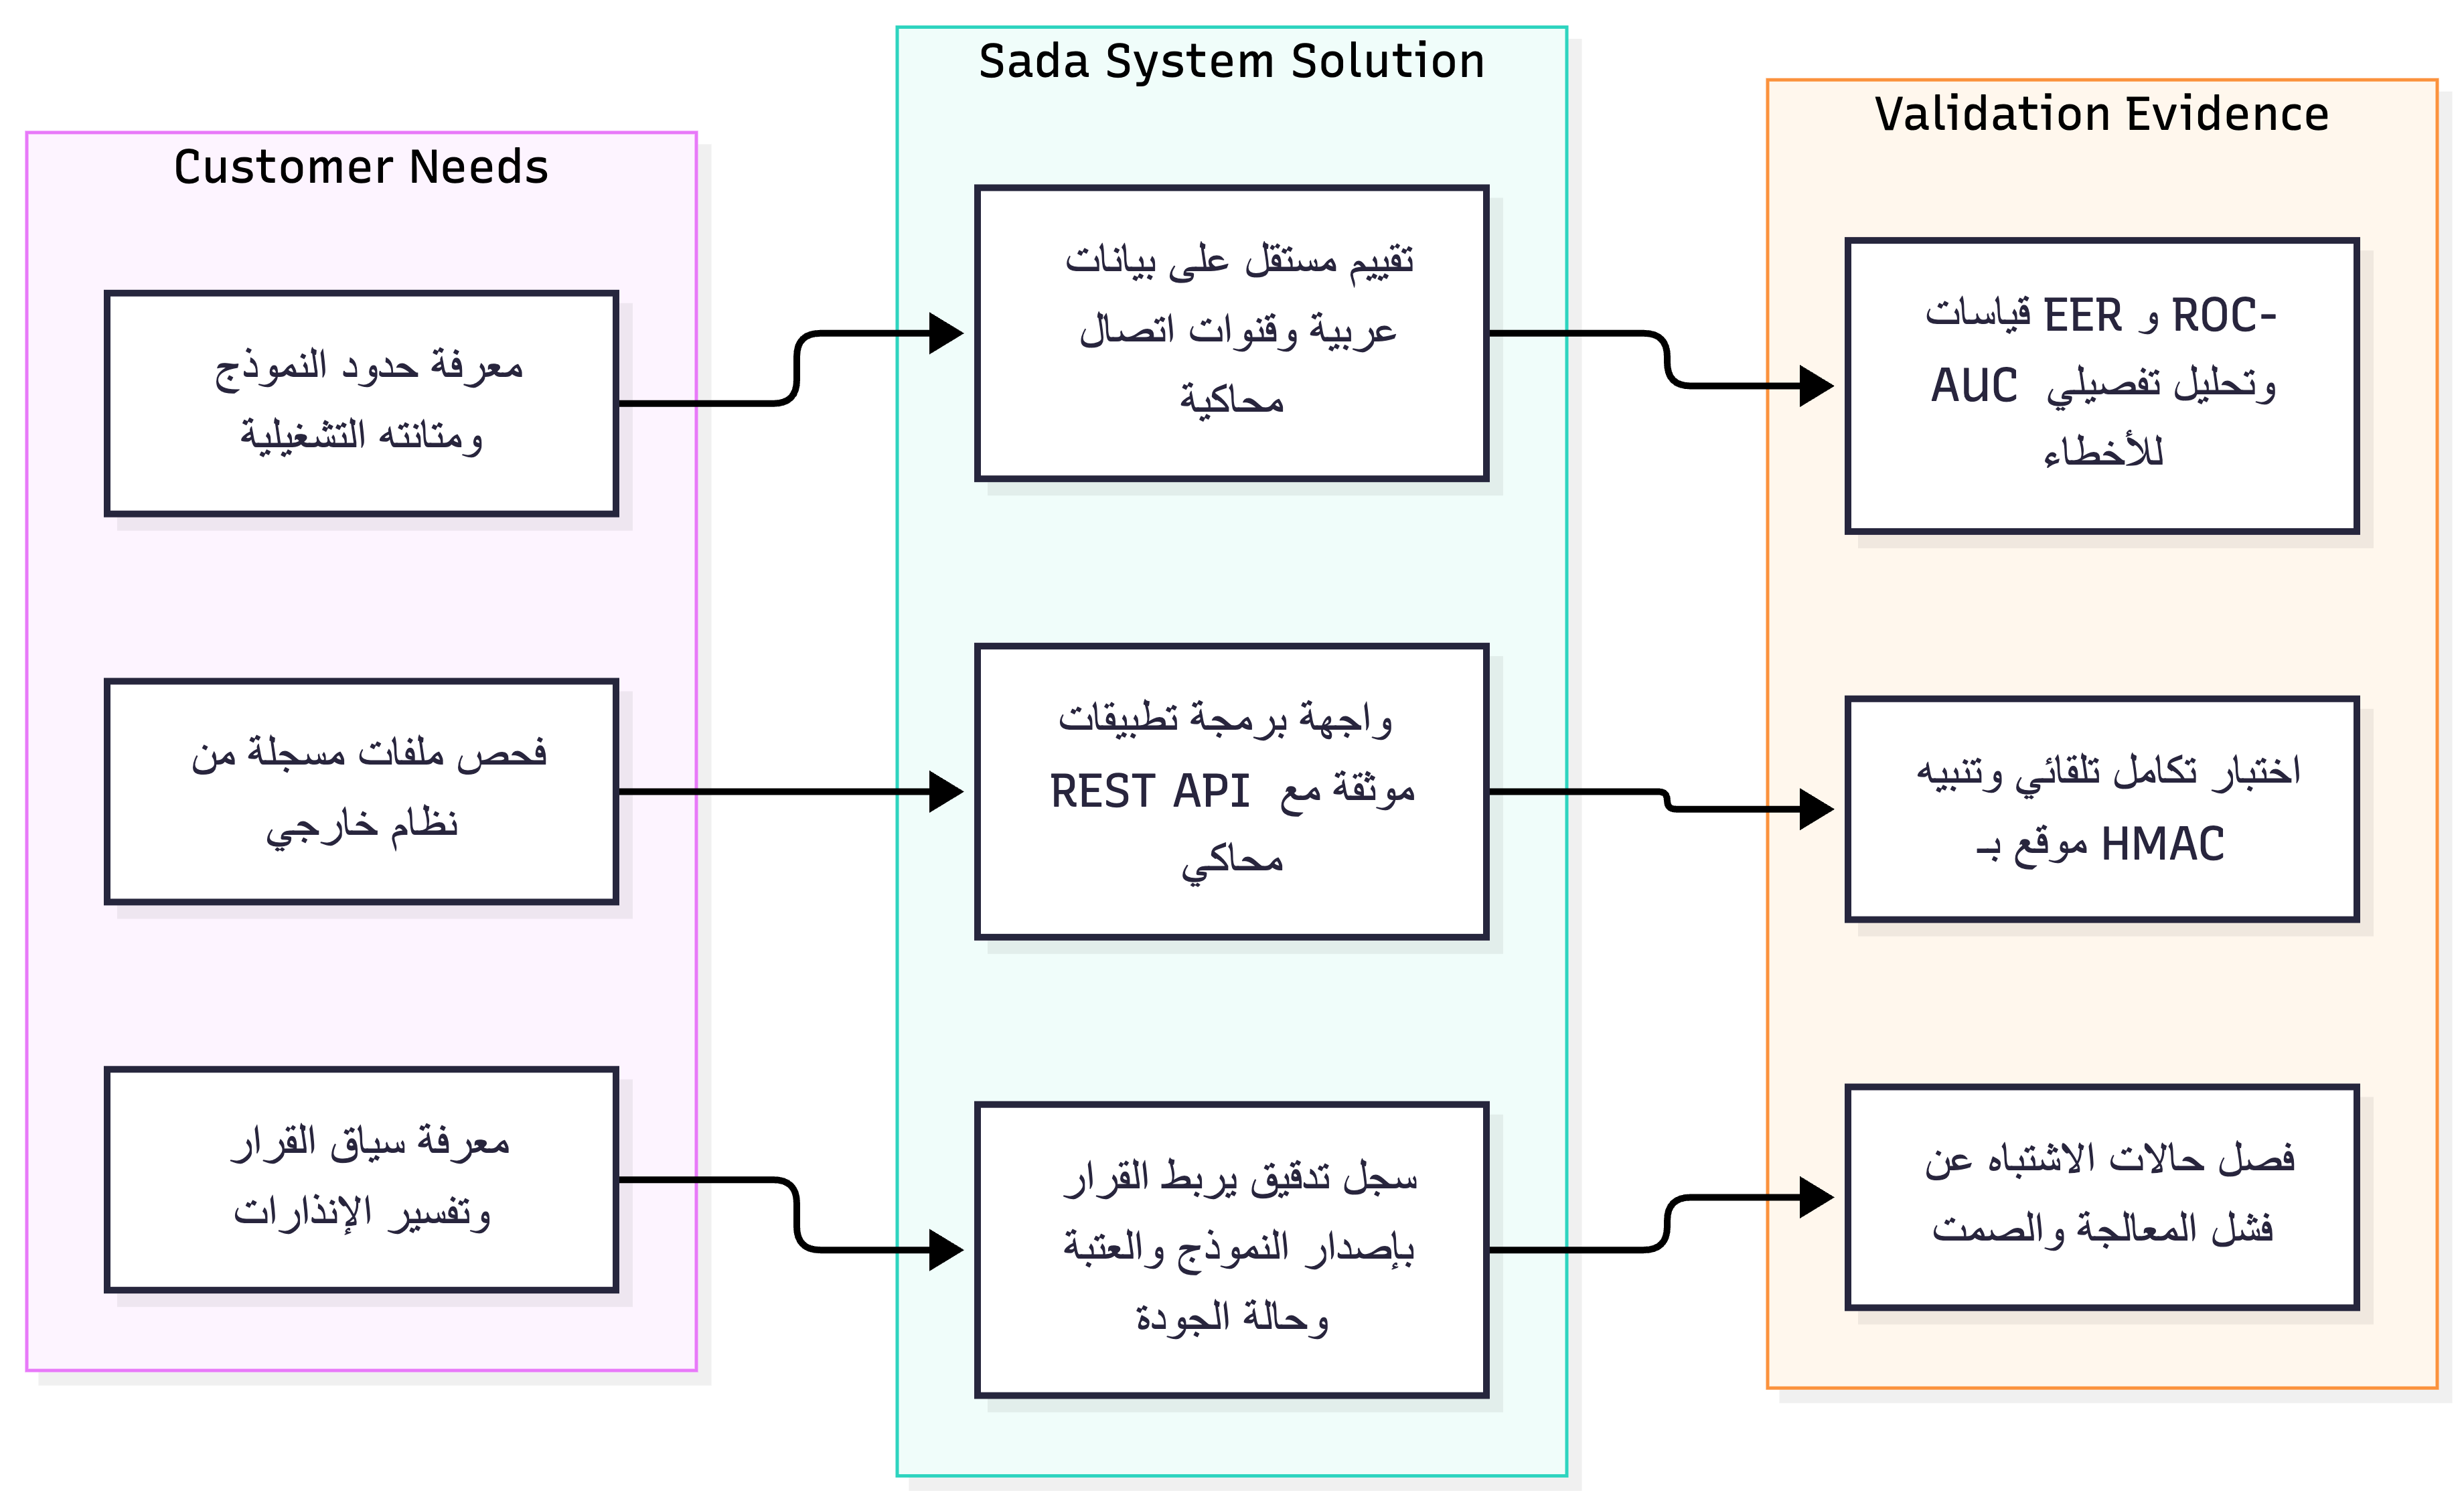 Customer Needs
معرفة حدود النموذج
ومتانته التشغيلية
فحص ملفات مسجلة من
نظام خارجي
معرفة سياق القرار
وتفسير الإنذارات
Sada System Solution
تقييم مستقل على بيانات
عربية وقنوات اتصال
محاكية
واجهة برمجة تطبيقات
REST API موثقة مع
محاكي
سجل تدقيق يربط القرار
بإصدار النموذج والعتبة
وحالة الجودة
Validation Evidence
قياسات EER و ROC-
AUC وتحليل تفصيلي
للأخطاء
اختبار تكامل تلقائي وتنبيه
موقع بـ HMAC
فصل حالات الاشتباه عن
فشل المعالجة والصمت